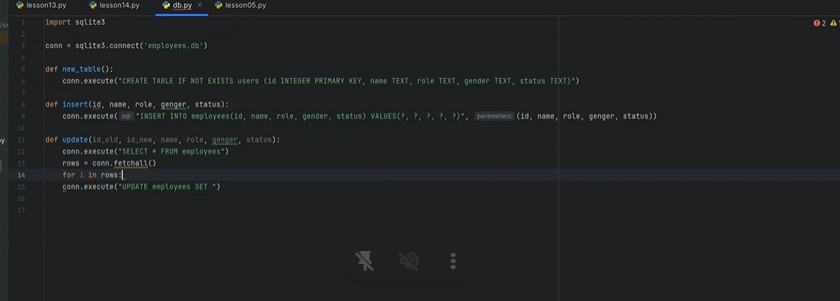 lesson13.py lesson14.py db.py × lesson05.py
1 import sqlite3 2
2
3 conn = sqlite3.connect('employees.db')
4
5 def new_table():
6 conn.execute("CREATE TABLE IF NOT EXISTS users (id INTEGER PRIMARY KEY, name TEXT, role TEXT, gender TEXT, status TEXT)")
7
8 def insert(id, name, role, genger, status):
9 conn.execute( sql: "INSERT INTO employees(id, name, role, gender, status) VALUES(?, ?, ?, ?, ?)", parameters: (id, name, role, genger, status))
10
11 def update(id_old, id_new, name, role, genger, status):
12 conn.execute("SELECT * FROM employees")
13 rows = conn.fetchall()
14 for i in rows:
15 conn.execute("UPDATE employees SET ")
16
17